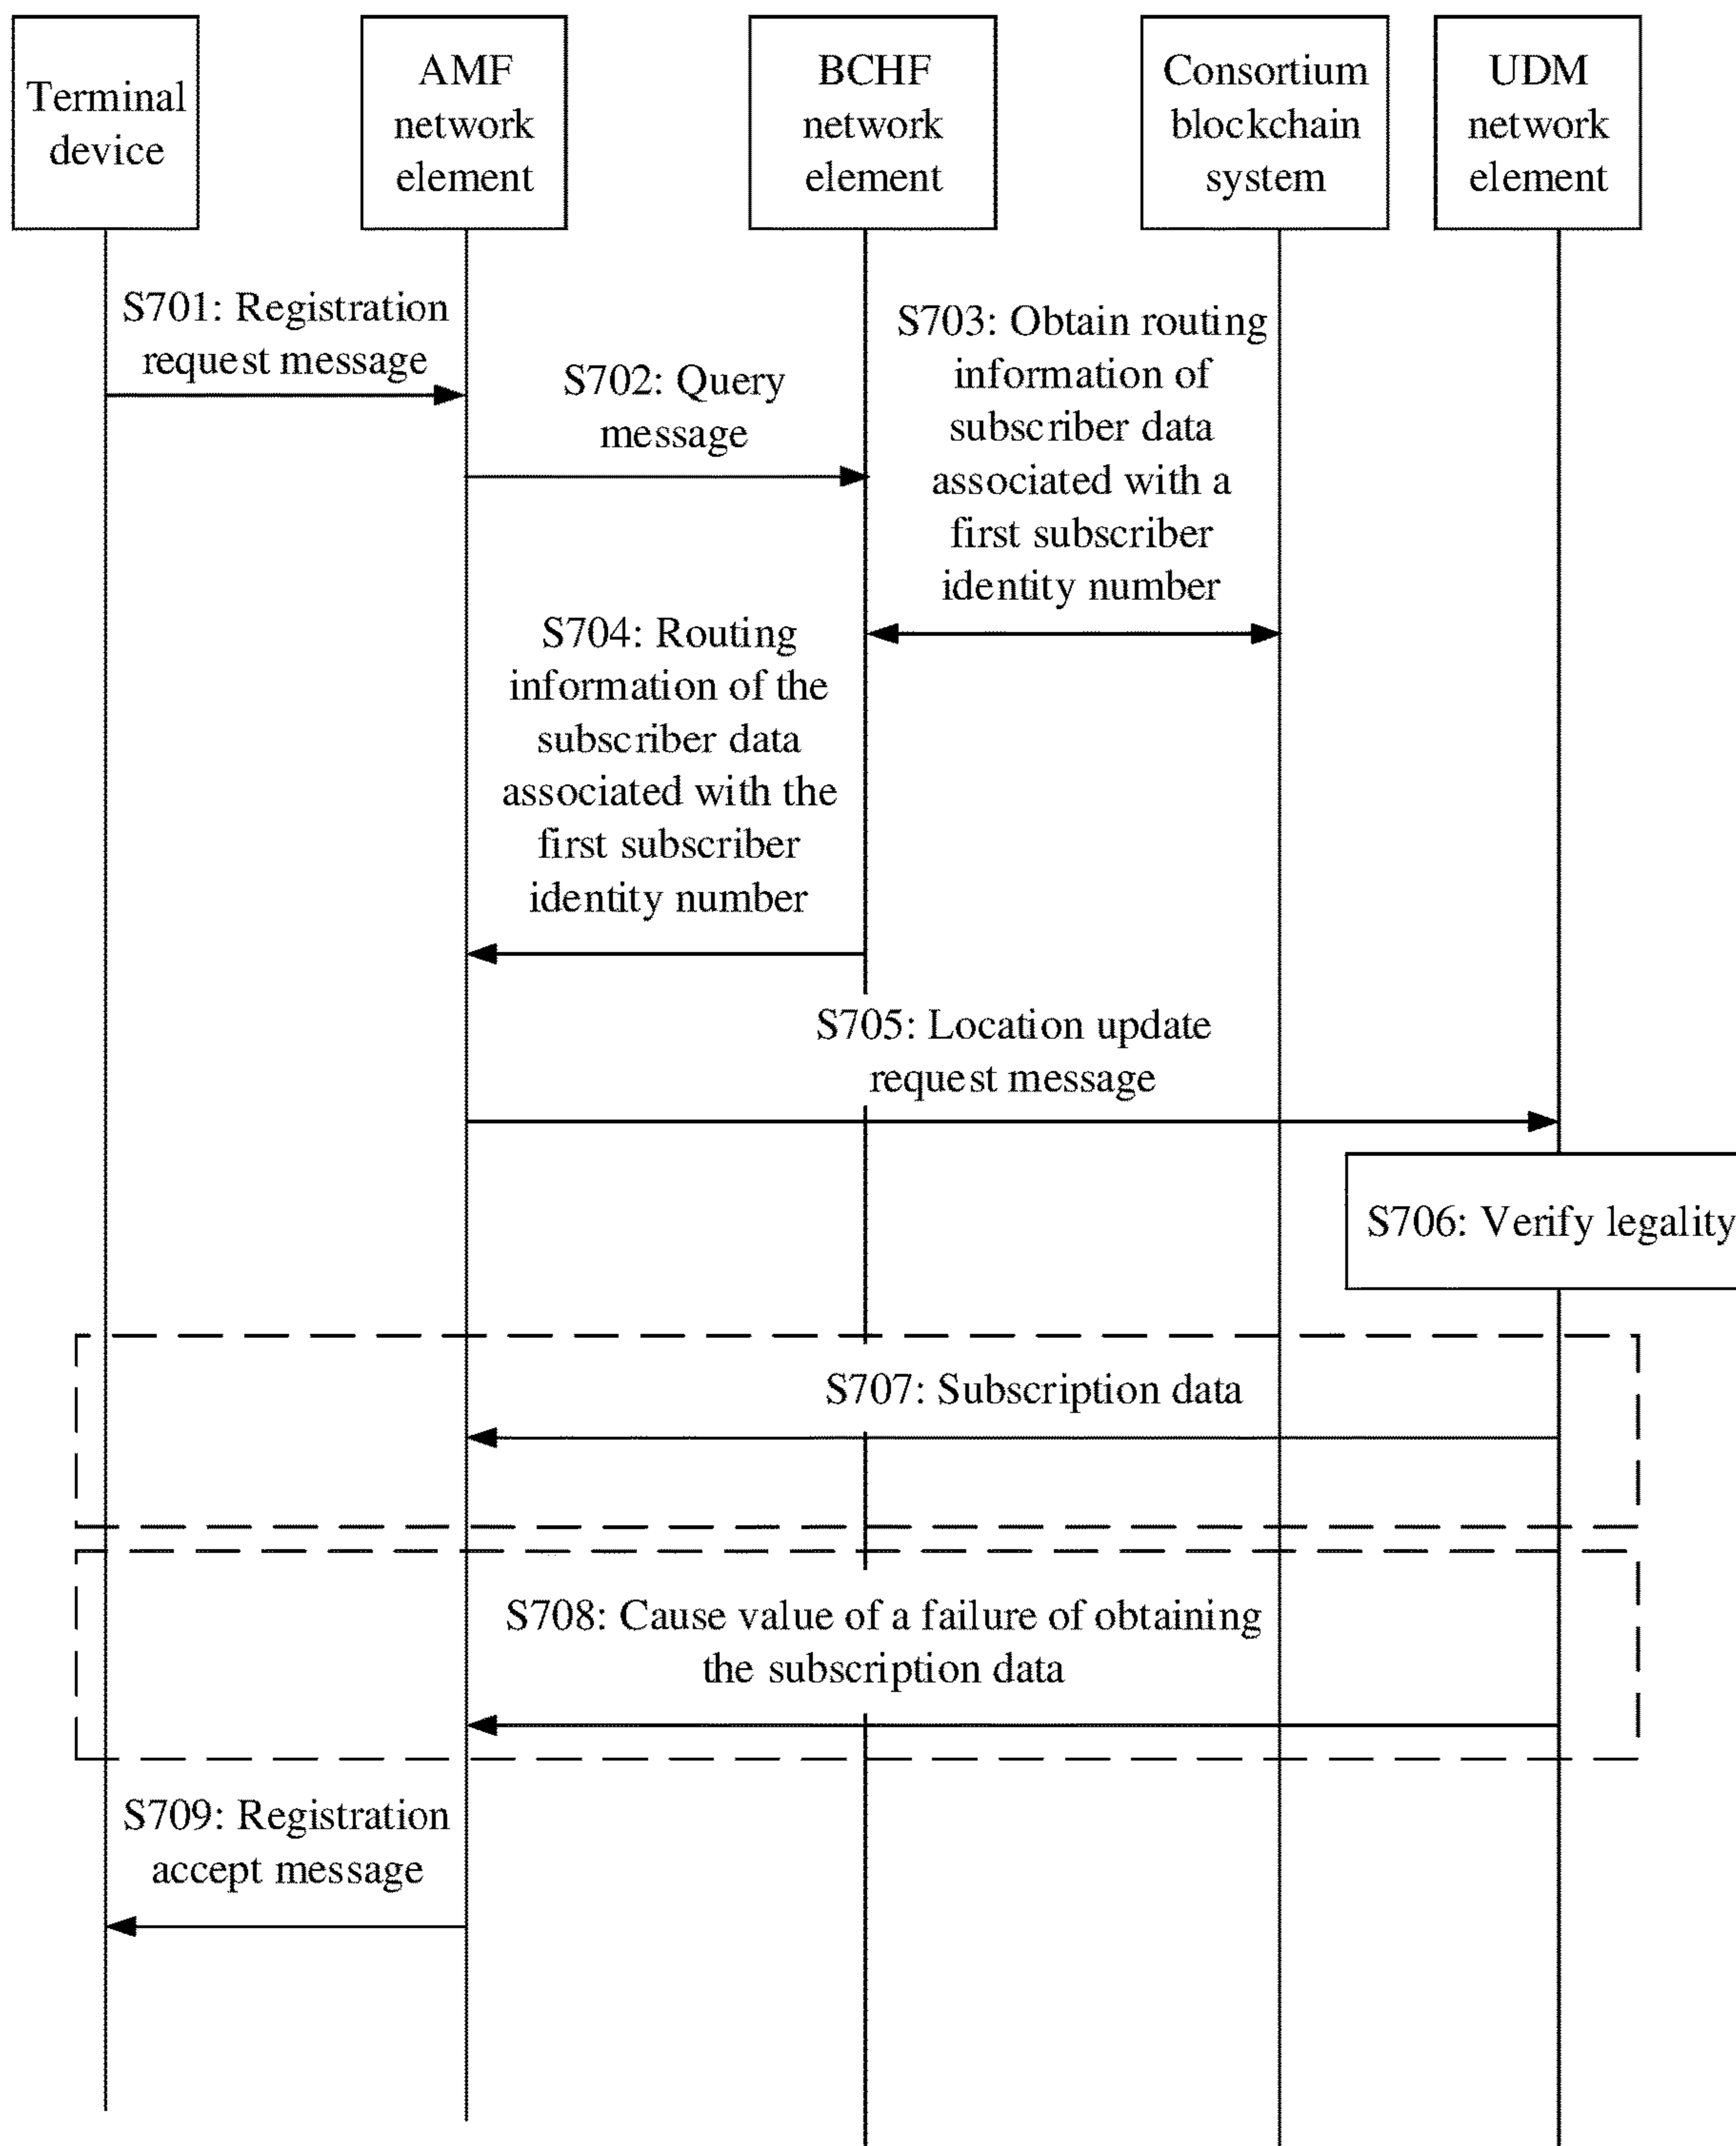 Terminal
device
AMF
network
element
BCHF
network
element
Consortium
blockchain
system
UDM
network
element
S701: Registration
request message
S702: Query
message
S703: Obtain routing
information of
subscriber data
associated with a
first subscriber
identity number
S704: Routing
information of the
subscriber data
associated with the
first subscriber
identity number
S705: Location update
request message
S706: Verify legality
S707: Subscription data
S708: Cause value of a failure of obtaining
the subscription data
S709: Registration
accept message